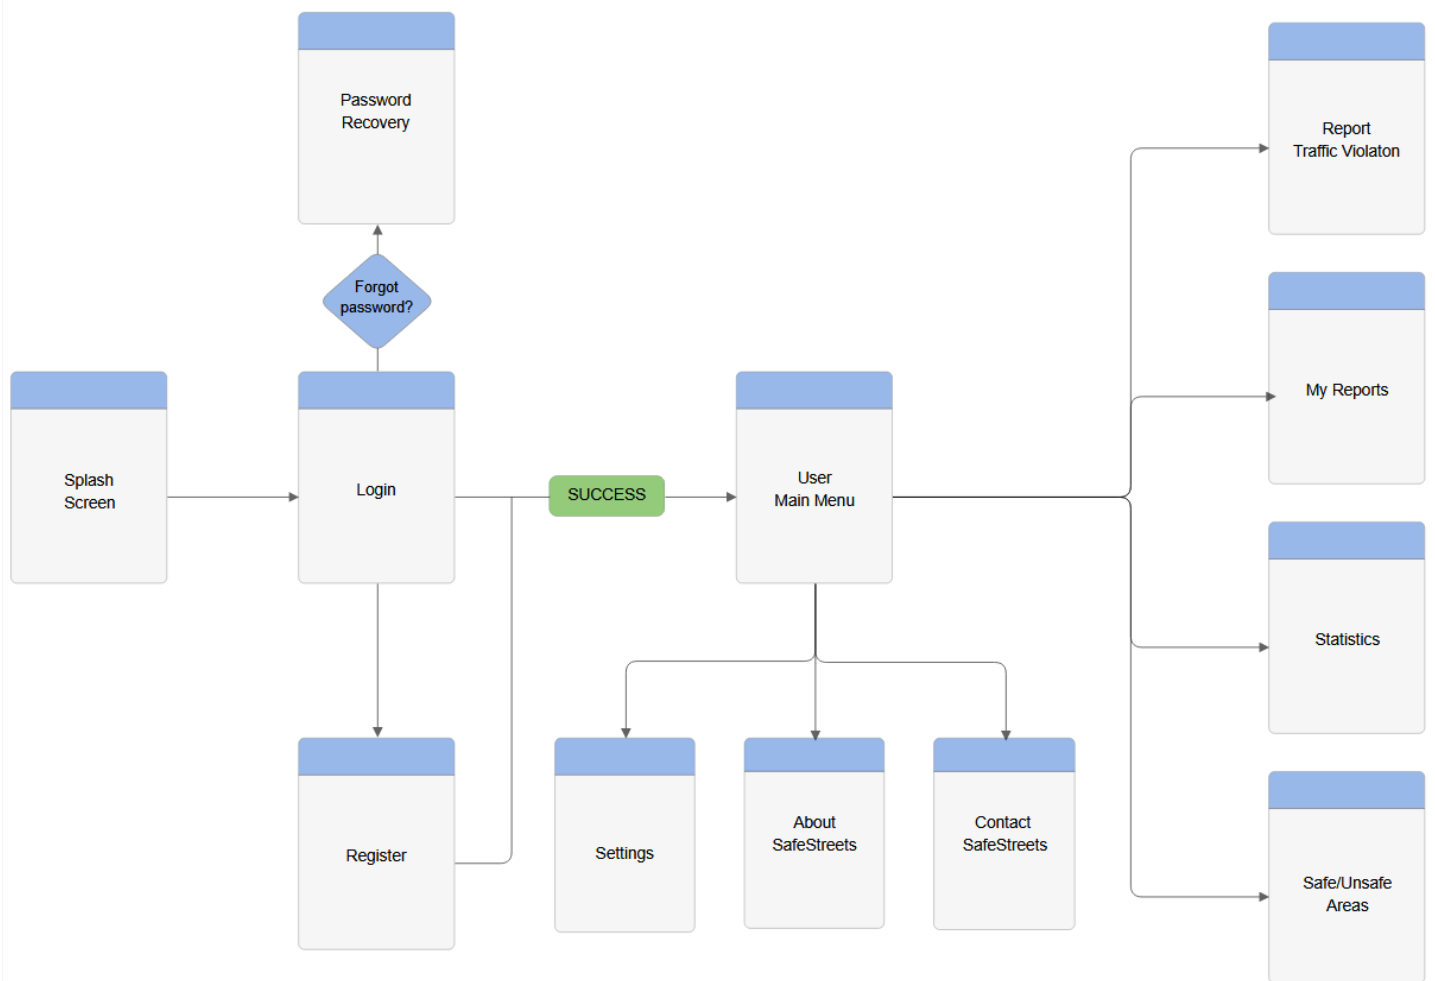 Password
Recovery
Report
Traffic Violaton
Forgot
password?
My Reports
Splash
Screen
Login
SUCCESS
User
Main Menu
Statistics
Register
Settings
About
SafeStreets
Contact
SafeStreets
Safe/Unsafe
Areas